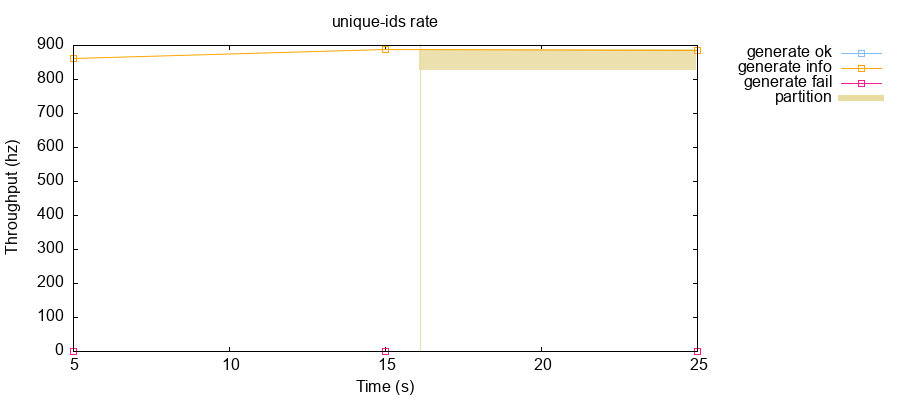 unique-ids rate
900
800
700
600
500
400
300
200
100
0
5
10
15
20
25
Throughput (hz)
Time (s)
generate ok
generate info
generate fail
partition